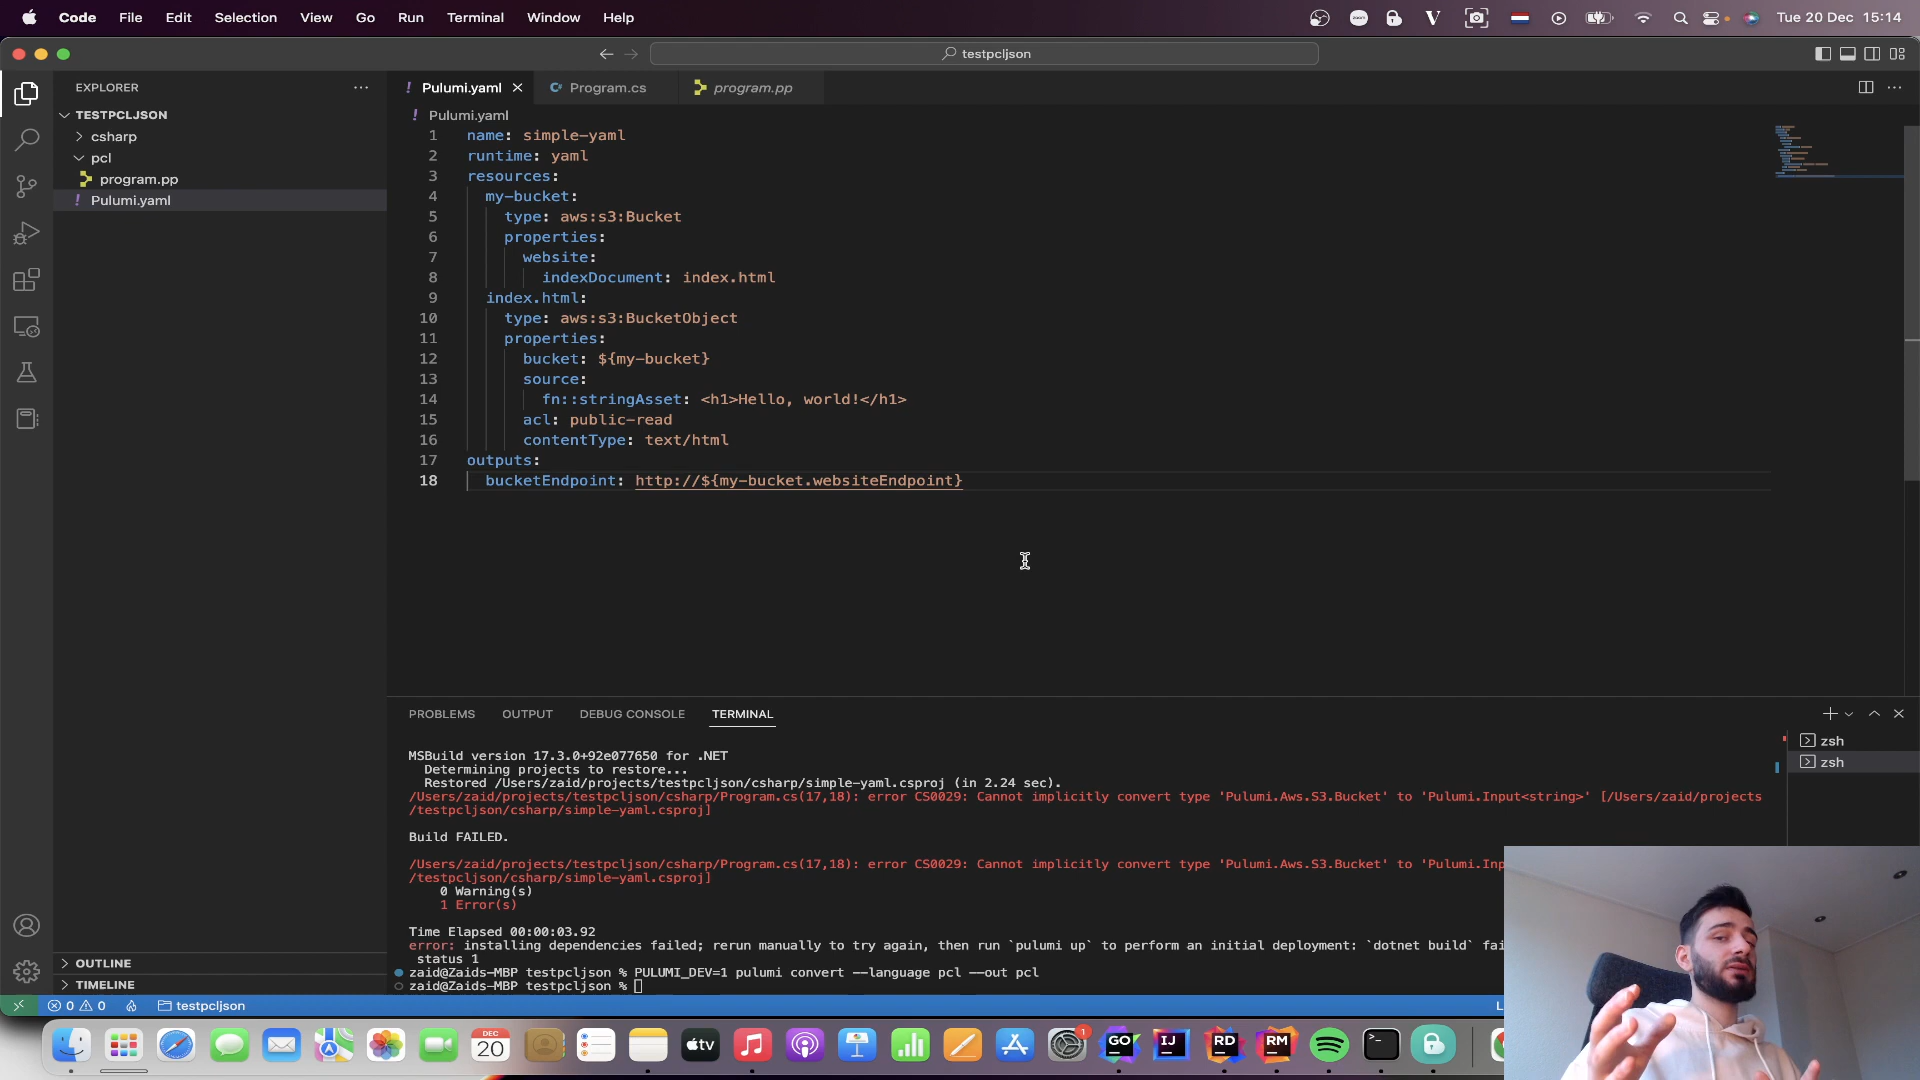 Code File Edit Selection View Go Run Terminal Window Help
Tue 20 Dec 15:14
testpcljson
EXPLORER
TESTPCLJSON
csharp
pcl
program.pp
Pulumi.yaml
OUTLINE
TIMELINE
Pulumi.yaml Program.cs program.pp
Pulumi.yaml
1 name: simple-yaml
2 runtime: yaml
3 resources:
4 my-bucket:
5 type: aws:s3:Bucket
6 properties:
7 website:
8 indexDocument: index.html
9 index.html:
10 type: aws:s3:BucketObject
11 properties:
12 bucket: ${my-bucket}
13 source:
14 fn::stringAsset: <h1>Hello, world!</h1>
15 acl: public-read
16 contentType: text/html
17 outputs:
18 bucketEndpoint: http://${my-bucket.websiteEndpoint}
PROBLEMS OUTPUT DEBUG CONSOLE TERMINAL
zsh
zsh
MSBuild version 17.3.0+92e077650 for .NET
Determining projects to restore...
Restored /Users/zaid/projects/testpcljson/csharp/simple-yaml.csproj (in 2.24 sec).
/Users/zaid/projects/testpcljson/csharp/Program.cs(17,18): error CS0029: Cannot implicitly convert type 'Pulumi.Aws.S3.Bucket' to 'Pulumi.Input<string>' [/Users/zaid/projects
/testpcljson/csharp/simple-yaml.csproj]
Build FAILED.
/Users/zaid/projects/testpcljson/csharp/Program.cs(17,18): error CS0029: Cannot implicitly convert type 'Pulumi.Aws.S3.Bucket' to 'Pulumi.Inp
/testpcljson/csharp/simple-yaml.csproj]
0 Warning(s)
1 Error(s)
Time Elapsed 00:00:03.92
error: installing dependencies failed; rerun manually to try again, then run `pulumi up` to perform an initial deployment: `dotnet build` fai
status 1
zaid@Zaids-MBP testpcljson % PULUMI_DEV=1 pulumi convert --language pcl --out pcl
zaid@Zaids-MBP testpcljson %
0 0 testpcljson L
DEC
20
tv
1
GO
IJ
RD
RM